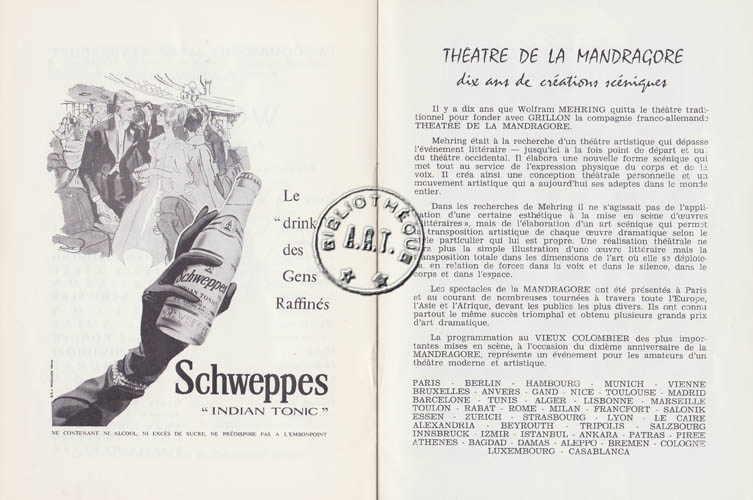 Le
"drink"
des
Gens
Raffinés
Schweppes
INDIAN TONIC
Schweppes
"INDIAN TONIC"
NE CONTENANT NI ALCOOL, NI EXCÈS DE SUCRE, NE PRÉDISPOSE PAS A L'EMBONPOINT
BIBLIOTHÈQUE
A.R.T.
THEATRE DE LA MANDRAGORE
dix ans de créations scéniques
Il y a dix ans que Wolfram MEHRING quitta le théâtre tradi-
tionnel pour fonder avec GRILLON la compagnie franco-allemande
THEATRE DE LA MANDRAGORE.
Mehring était à la recherche d'un théâtre artistique qui dépasse
l'événement littéraire — jusqu'ici à la fois point de départ et bu
du théâtre occidental. Il élabora une nouvelle forme scénique qui
met tout au service de l'expression physique du corps et de la
voix. Il créa ainsi une conception théâtrale personnelle et un
mouvement artistique qui a aujourd'hui ses adeptes dans le monde
entier.
Dans les recherches de Mehring il ne s'agissait pas de l'appli-
cation d'une certaine esthétique à la mise en scène d'œuvres
littéraires", mais de l'élaboration d'un art scénique qui permet
transposition artistique de chaque œuvre dramatique selon le
style particulier qui lui est propre. Une réalisation théâtrale ne
sera plus la simple illustration d'une œuvre littéraire mais la
transposition totale dans les dimensions de l'art où elle se déploie-
ra, en relation de forces dans la voix et dans le silence, dans le
corps et dans l'espace.
Les spectacles de la MANDRAGORE ont été présentés à Paris
et au courant de nombreuses tournées à travers toute l'Europe,
l'Asie et l'Afrique, devant les publics les plus divers. Ils ont connu
partout le même succès triomphal et obtenu plusieurs grands prix
d'art dramatique.
La programmation au VIEUX COLOMBIER des plus impor-
tantes mises en scène, à l'occasion du dixième anniversaire de la
MANDRAGORE, représente un événement pour les amateurs d'un
théâtre moderne et artistique.
PARIS - BERLIN - HAMBOURG - MUNICH - VIENNE
BRUXELLES - ANVERS - GAND - NICE - TOULOUSE - MADRID
BARCELONE - TUNIS - ALGER - LISBONNE - MARSEILLE
TOULON - RABAT - ROME - MILAN - FRANCFORT - SALONIK
ESSEN - ZURICH - STRASBOURG - LYON - LE CAIRE
ALEXANDRIA - BEYROUTH - TRIPOLIS - SALZBOURG
INNSBRUCK - IZMIR - ISTANBUL - ANKARA - PATRAS - PIREE
ATHENES - BAGDAD - DAMAS - ALEPPO - BREMEN - COLOGNE
LUXEMBOURG - CASABLANCA